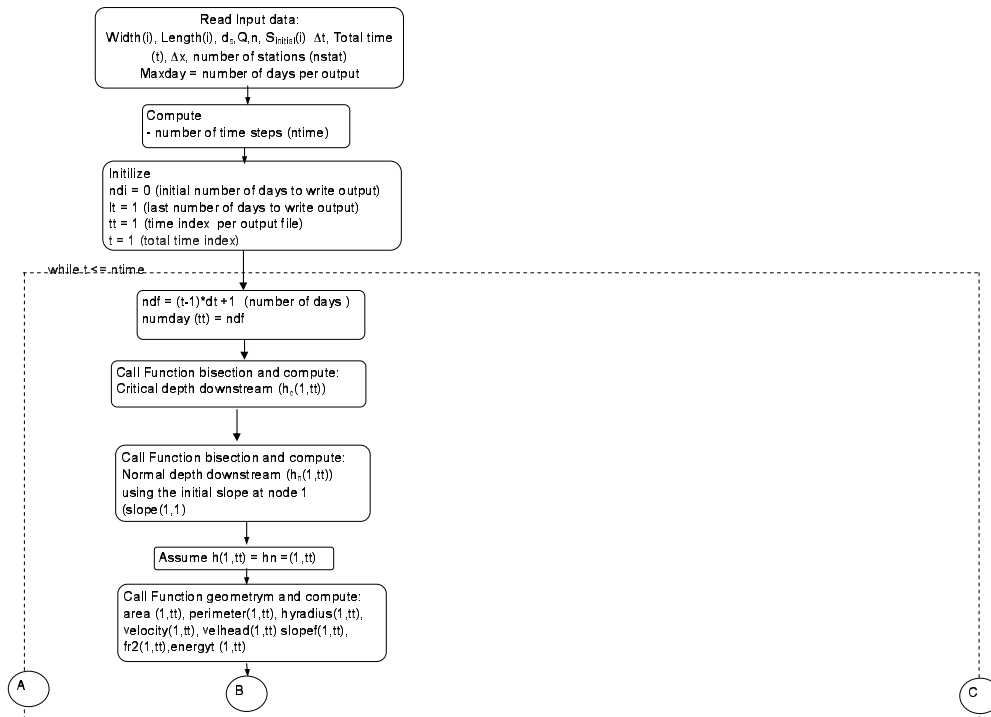 Read Input data:
Width(i), Length(i), ds,Q,n, Sinitial(i) Δt, Total time
(t), Δx, number of stations (nstat)
Maxday = number of days per output
Compute
- number of time steps (ntime)
Initilize
ndi = 0 (initial number of days to write output)
lt = 1 (last number of days to write output)
tt = 1 (time index per output file)
t = 1 (total time index)
while t <= ntime
ndf = (t-1)*dt +1 (number of days )
numday (tt) = ndf
Call Function bisection and compute:
Critical depth downstream (hc(1,tt))
Call Function bisection and compute:
Normal depth downstream (hn(1,tt))
using the initial slope at node 1
(slope(1,1)
Assume h(1,tt) = hn =(1,tt)
Call Function geometrym and compute:
area (1,tt), perimeter(1,tt), hyradius(1,tt),
velocity(1,tt), velhead(1,tt) slopef(1,tt),
fr2(1,tt),energyt (1,tt)
A
B
C